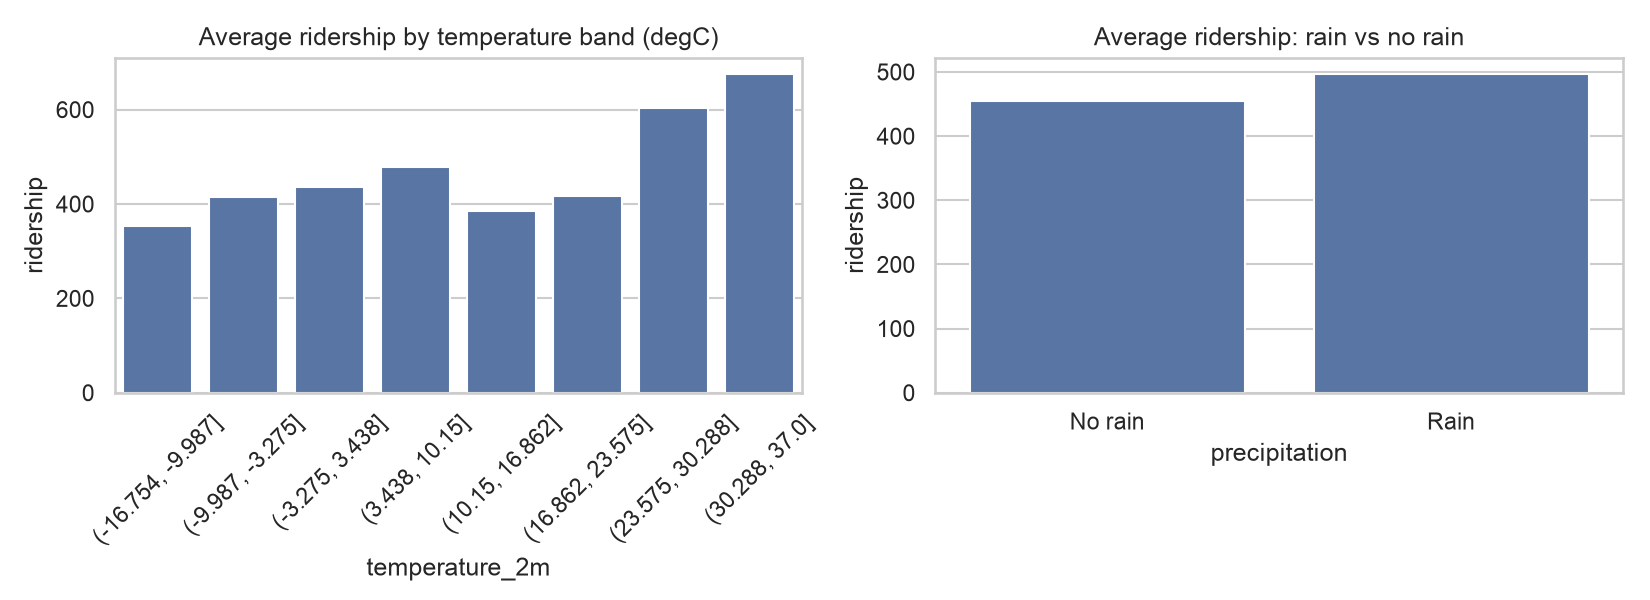 Average ridership by temperature band (degC)
ridership
600
400
200
0
(-16.754, -9.987]
(-9.987, -3.275]
(-3.275, 3.438]
(3.438, 10.15]
(10.15, 16.862]
(16.862, 23.575]
(23.575, 30.288]
(30.288, 37.0]
temperature_2m
Average ridership: rain vs no rain
ridership
500
400
300
200
100
0
No rain
Rain
precipitation